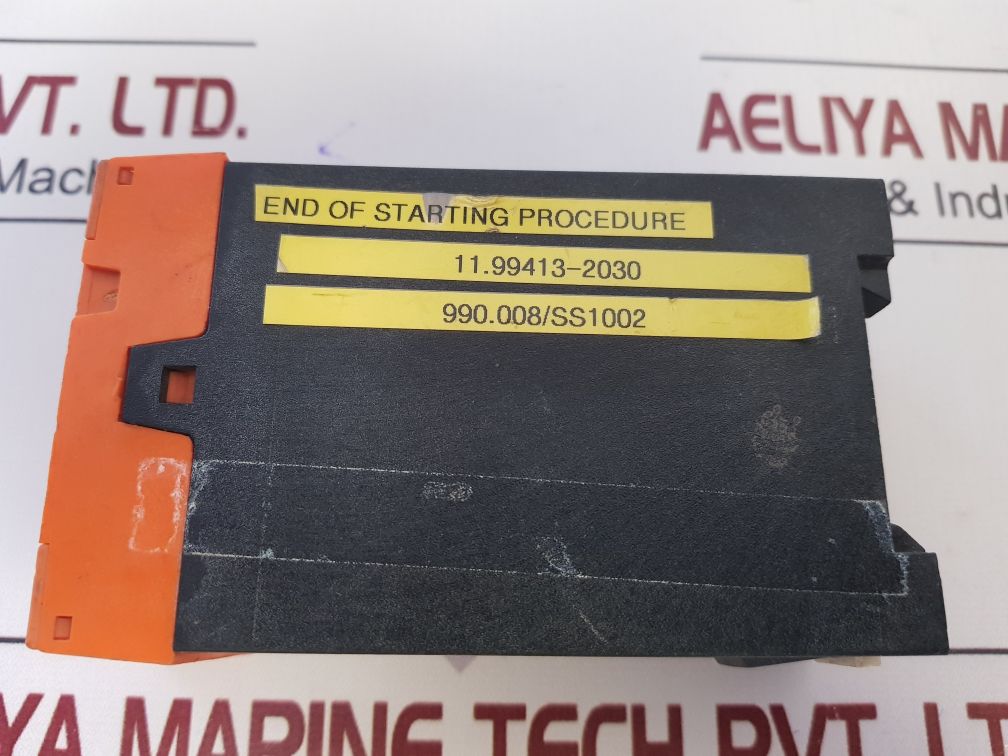 VT. LTD.
AELIYA MA
Mach
& Indu
END OF STARTING PROCEDURE
11.99413-2030
990.008/SS1002
YA MARINE TECH PVT. LT